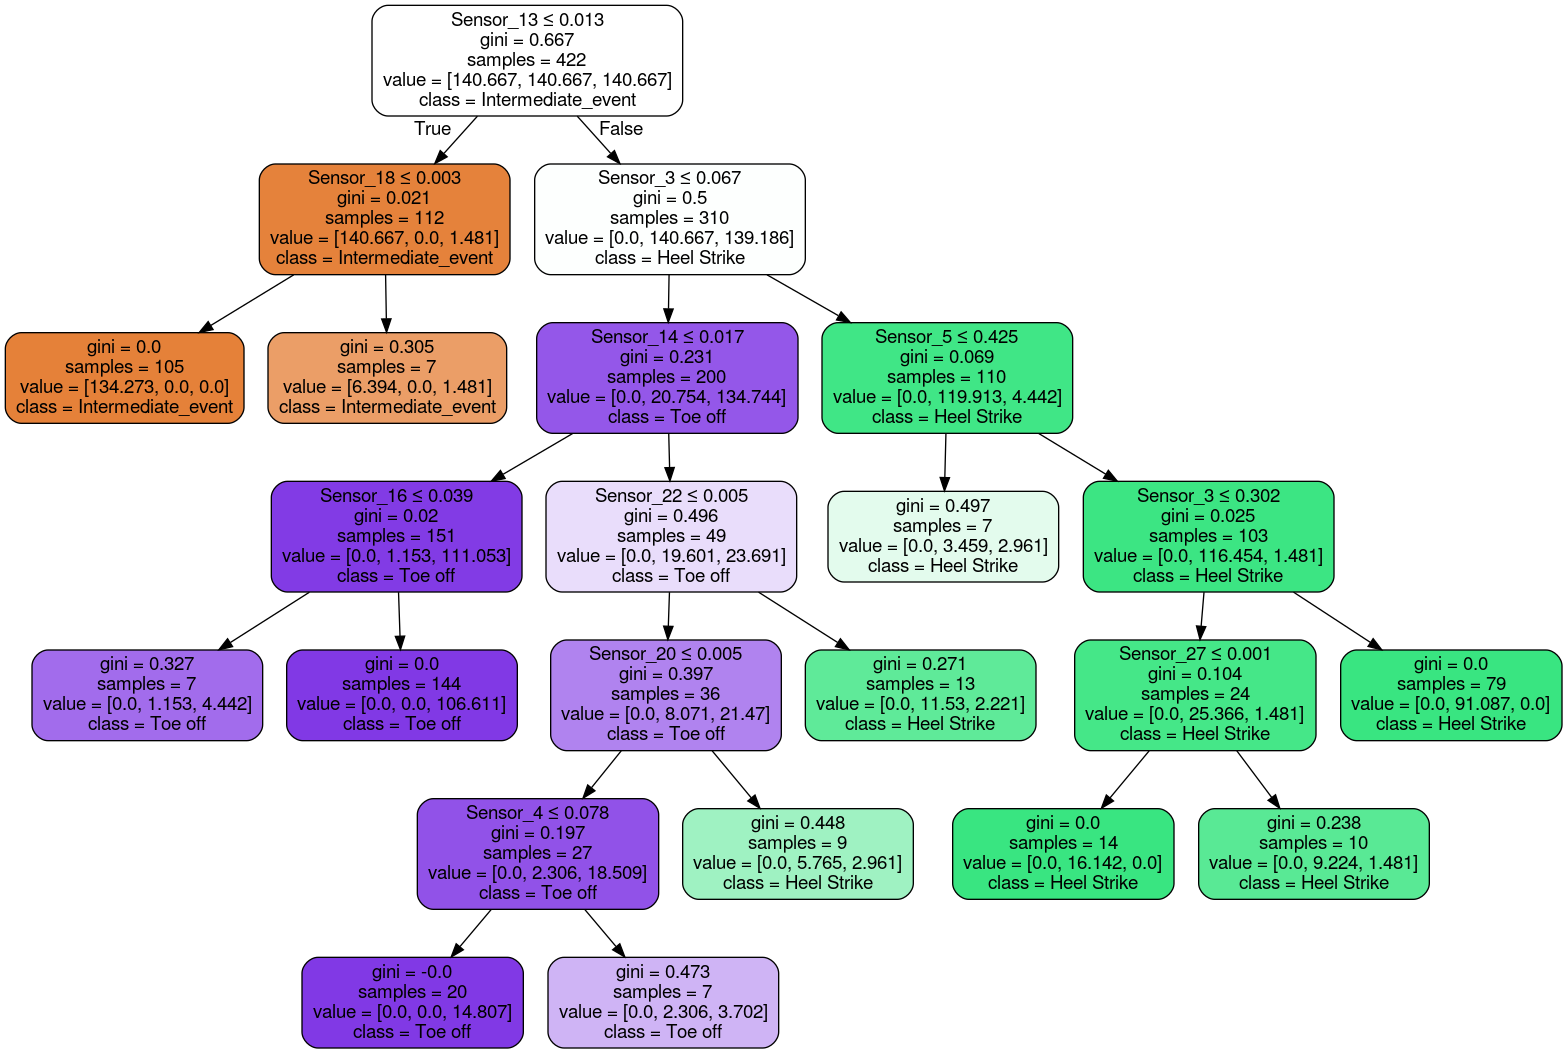 Sensor_13 ≤ 0.013
gini = 0.667
samples = 422
value = [140.667, 140.667, 140.667]
class = Intermediate_event
True
False
Sensor_18 ≤ 0.003
gini = 0.021
samples = 112
value = [140.667, 0.0, 1.481]
class = Intermediate_event
Sensor_3 ≤ 0.067
gini = 0.5
samples = 310
value = [0.0, 140.667, 139.186]
class = Heel Strike
gini = 0.0
samples = 105
value = [134.273, 0.0, 0.0]
class = Intermediate_event
gini = 0.305
samples = 7
value = [6.394, 0.0, 1.481]
class = Intermediate_event
Sensor_14 ≤ 0.017
gini = 0.231
samples = 200
value = [0.0, 20.754, 134.744]
class = Toe off
Sensor_5 ≤ 0.425
gini = 0.069
samples = 110
value = [0.0, 119.913, 4.442]
class = Heel Strike
Sensor_16 ≤ 0.039
gini = 0.02
samples = 151
value = [0.0, 1.153, 111.053]
class = Toe off
Sensor_22 ≤ 0.005
gini = 0.496
samples = 49
value = [0.0, 19.601, 23.691]
class = Toe off
gini = 0.497
samples = 7
value = [0.0, 3.459, 2.961]
class = Heel Strike
Sensor_3 ≤ 0.302
gini = 0.025
samples = 103
value = [0.0, 116.454, 1.481]
class = Heel Strike
gini = 0.327
samples = 7
value = [0.0, 1.153, 4.442]
class = Toe off
gini = 0.0
samples = 144
value = [0.0, 0.0, 106.611]
class = Toe off
Sensor_20 ≤ 0.005
gini = 0.397
samples = 36
value = [0.0, 8.071, 21.47]
class = Toe off
gini = 0.271
samples = 13
value = [0.0, 11.53, 2.221]
class = Heel Strike
Sensor_27 ≤ 0.001
gini = 0.104
samples = 24
value = [0.0, 25.366, 1.481]
class = Heel Strike
gini = 0.0
samples = 79
value = [0.0, 91.087, 0.0]
class = Heel Strike
Sensor_4 ≤ 0.078
gini = 0.197
samples = 27
value = [0.0, 2.306, 18.509]
class = Toe off
gini = 0.448
samples = 9
value = [0.0, 5.765, 2.961]
class = Heel Strike
gini = 0.0
samples = 14
value = [0.0, 16.142, 0.0]
class = Heel Strike
gini = 0.238
samples = 10
value = [0.0, 9.224, 1.481]
class = Heel Strike
gini = -0.0
samples = 20
value = [0.0, 0.0, 14.807]
class = Toe off
gini = 0.473
samples = 7
value = [0.0, 2.306, 3.702]
class = Toe off